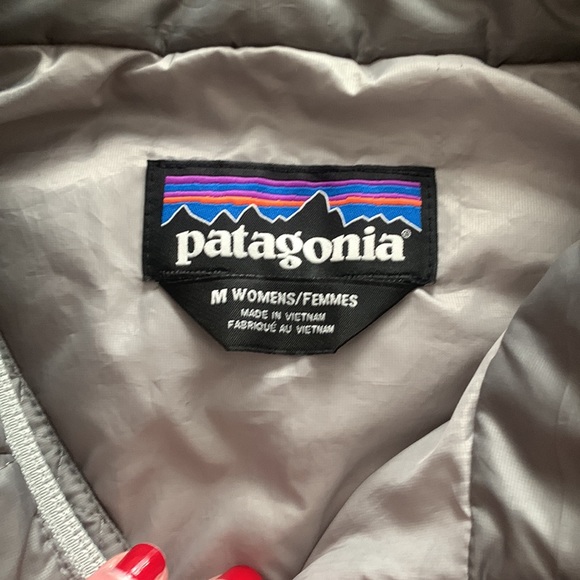 patagonia®
M WOMENS/FEMMES
MADE IN VIETNAM
FABRIQUÉ AU VIETNAM